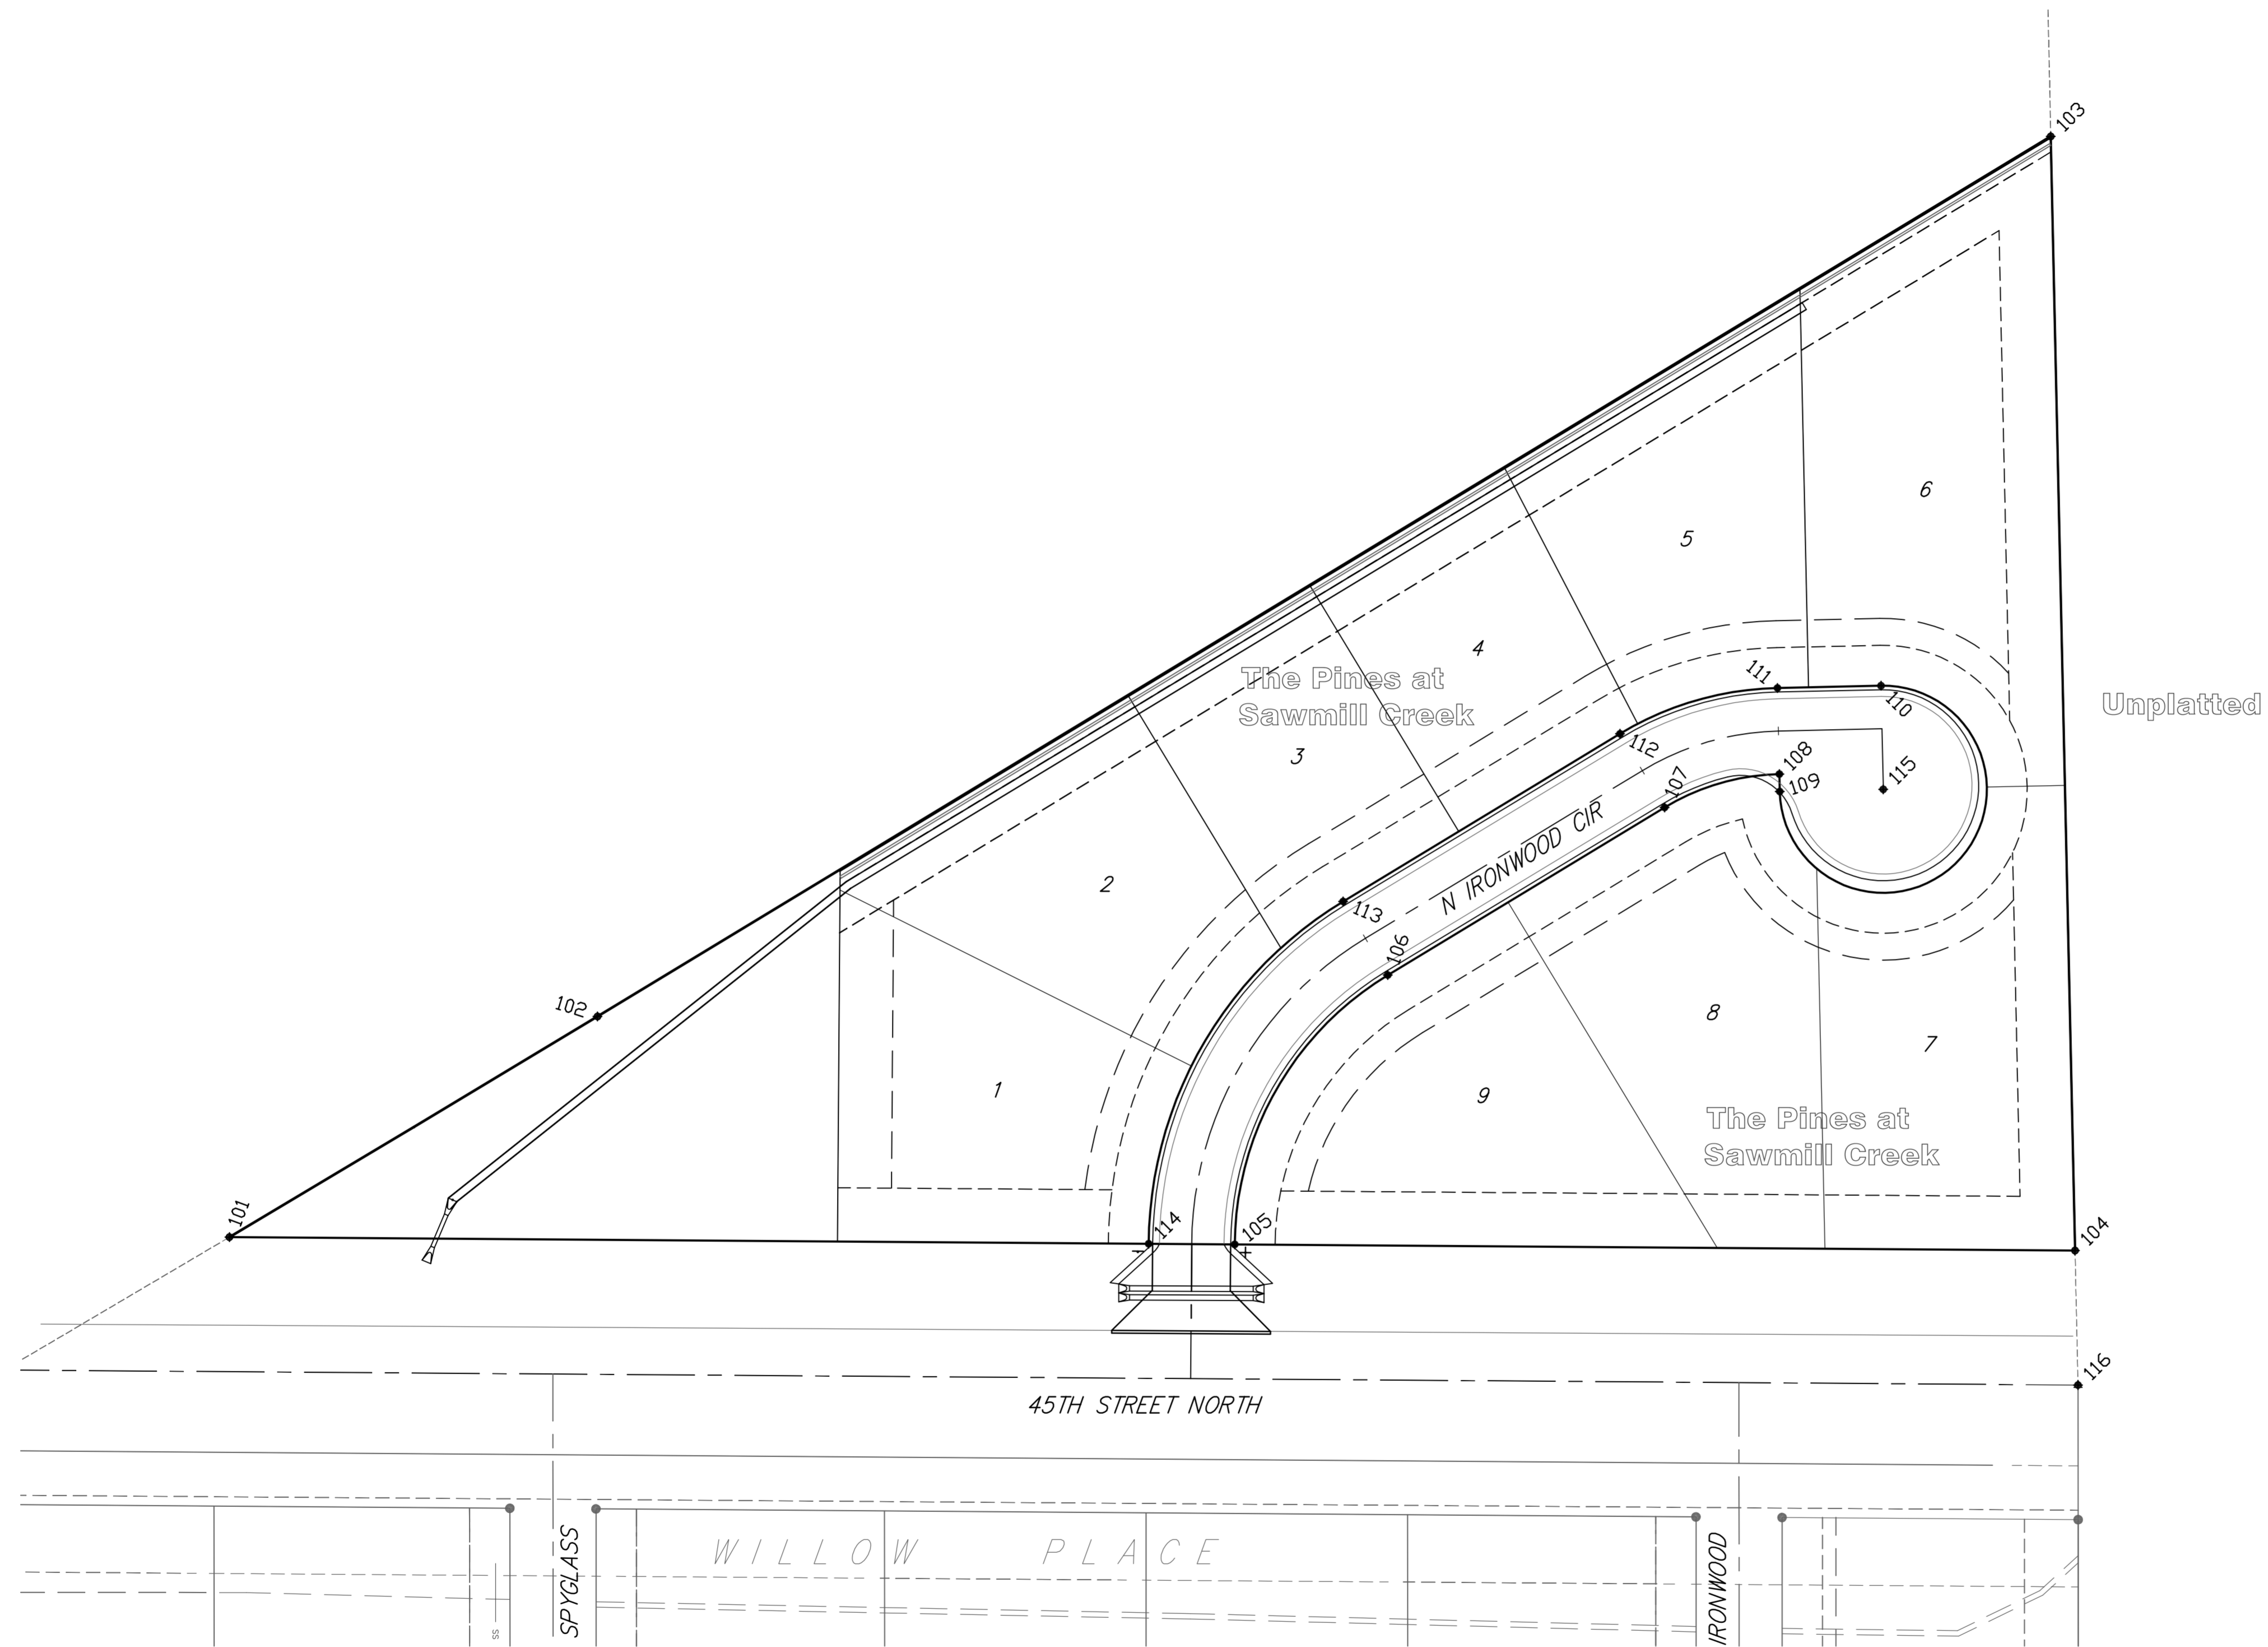 103
6
5
4
The Pines at
Sawmill Creek
Unplatted
111
110
112
108
107
109
115
3
N IRONWOOD CIR
2
113
106
102
8
7
1
9
The Pines at
Sawmill Creek
101
114
105
104
116
45TH STREET NORTH
SPYGLASS
WILLOW PLACE
IRONWOOD
SS